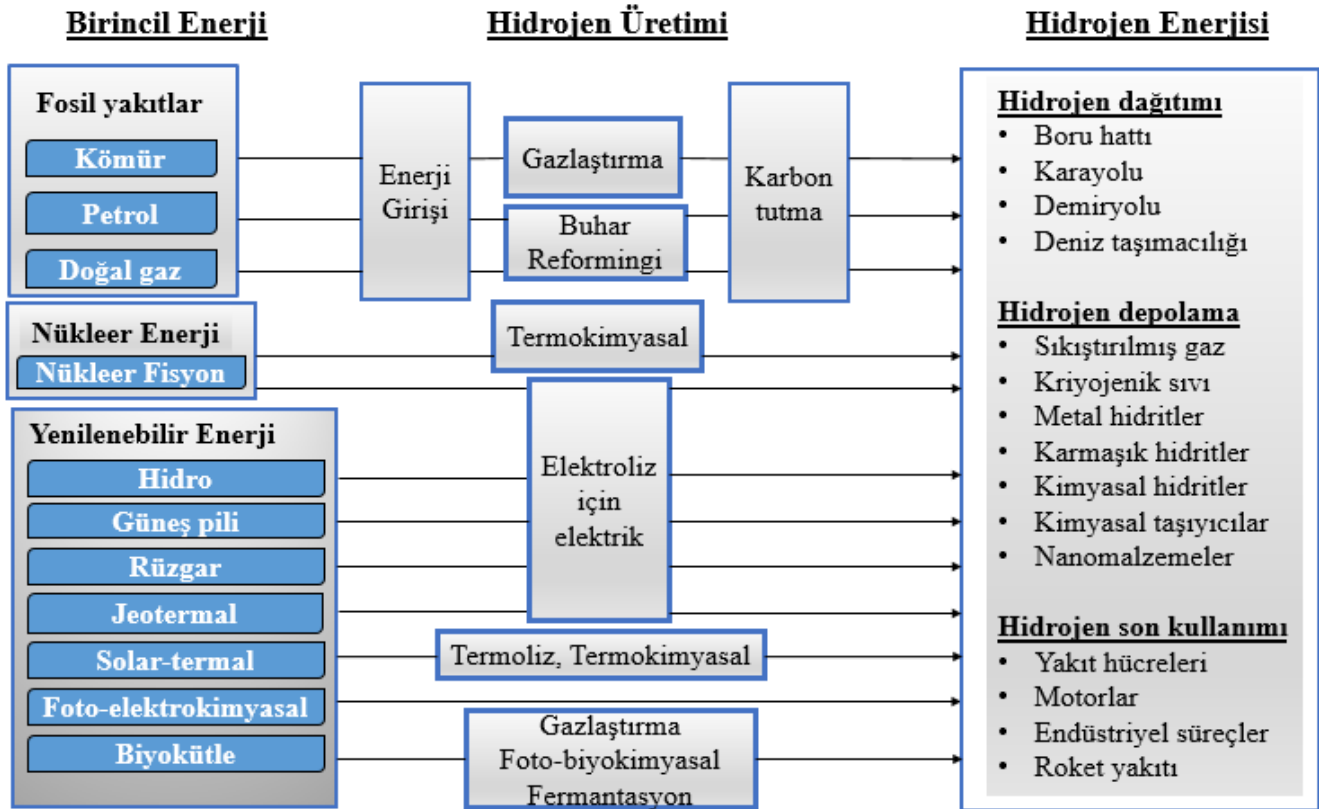 Birincil Enerji
Hidrojen Üretimi
Hidrojen Enerjisi
Fosil yakıtlar
Kömür
Petrol
Doğal gaz
Nükleer Enerji
Nükleer Fisyon
Yenilenebilir Enerji
Hidro
Güneş pili
Rüzgar
Jeotermal
Solar-termal
Foto-elektrokimyasal
Biyokütle
Enerji
Girişi
Gazlaştırma
Buhar
Reformingi
Karbon
tutma
Termokimyasal
Elektroliz
için
elektrik
Termoliz, Termokimyasal
Gazlaştırma
Foto-biyokimyasal
Fermantasyon
Hidrojen dağıtımı
• Boru hattı
• Karayolu
• Demiryolu
• Deniz taşımacılığı
Hidrojen depolama
• Sıkıştırılmış gaz
• Kriyojenik sıvı
• Metal hidritler
• Karmaşık hidritler
• Kimyasal hidritler
• Kimyasal taşıyıcılar
• Nanomalzemeler
Hidrojen son kullanımı
• Yakıt hücreleri
• Motorlar
• Endüstriyel süreçler
• Roket yakıtı